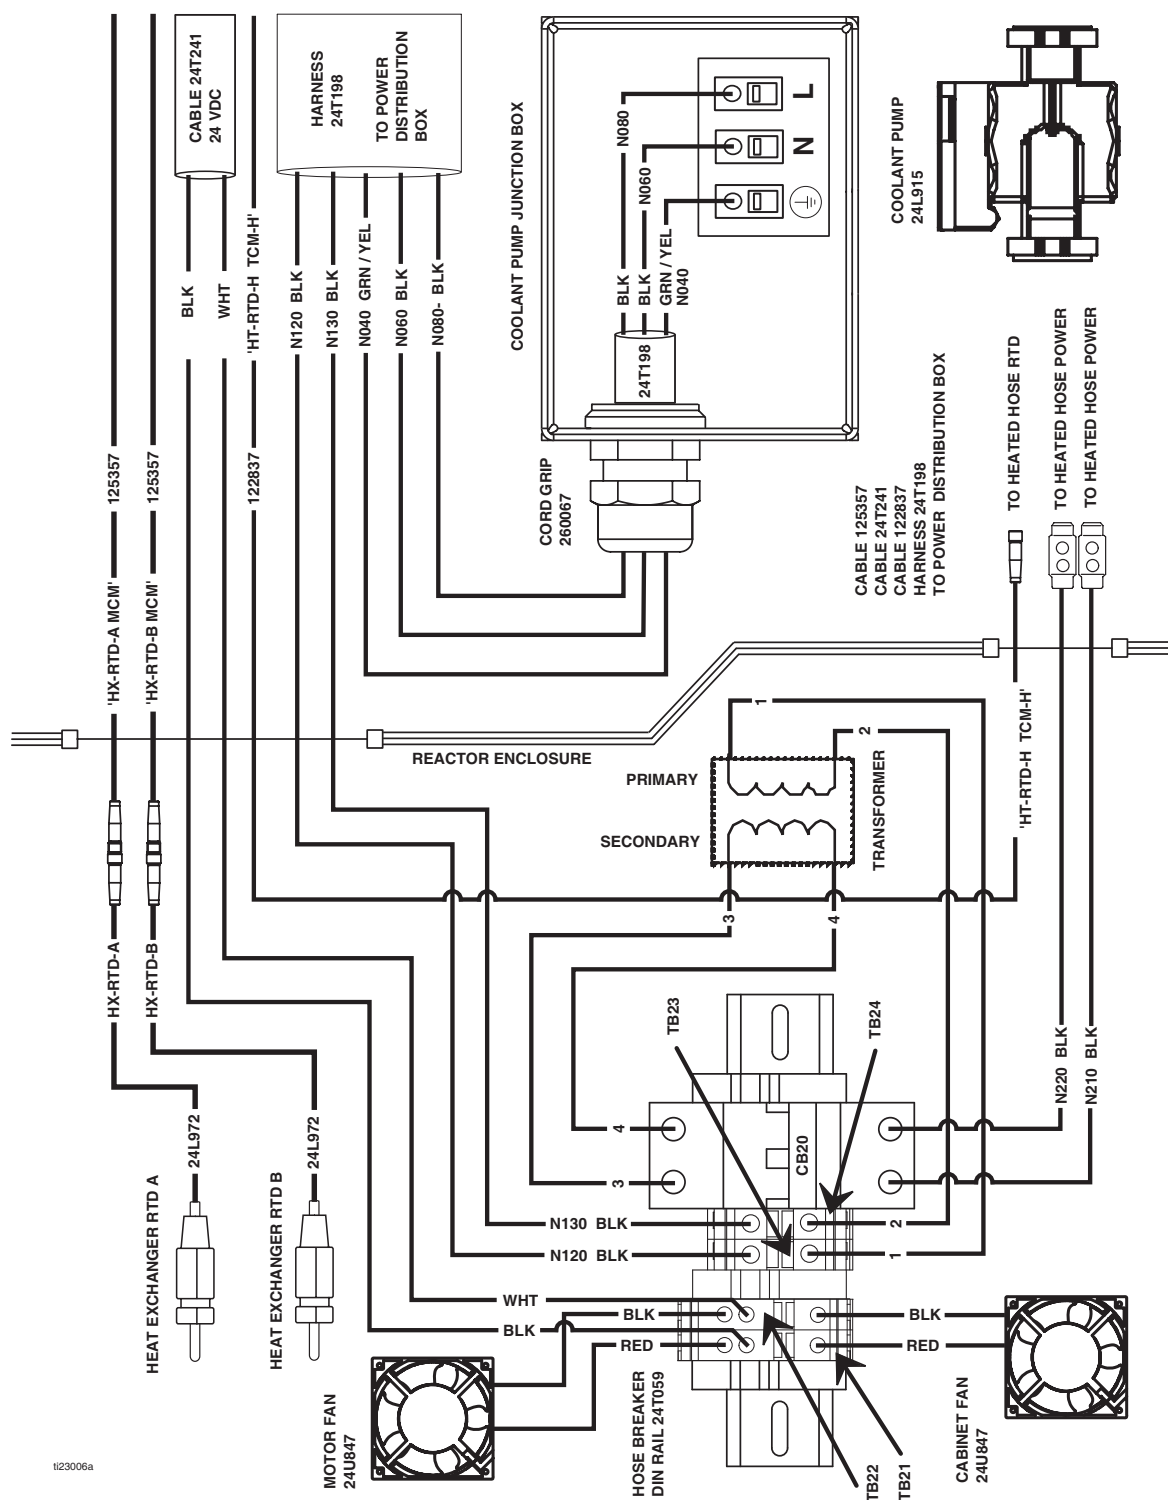 CABLE 24T241
24 VDC
HARNESS
24T198
TO POWER
DISTRIBUTION
BOX
BLK
WHT
'HT-RTD-H TCM-H'
N120 BLK
N130 BLK
N040 GRN / YEL
N060 BLK
N080- BLK
125357
125357
122837
'HX-RTD-A MCM'
'HX-RTD-B MCM'
COOLANT PUMP JUNCTION BOX
N080
N060
L
N
BLK
BLK
GRN / YEL
N040
24T198
CORD GRIP
260067
COOLANT PUMP
24L915
CABLE 125357
CABLE 24T241
CABLE 122837
HARNESS 24T198
TO POWER DISTRIBUTION BOX
TO HEATED HOSE RTD
TO HEATED HOSE POWER
TO HEATED HOSE POWER
REACTOR ENCLOSURE
PRIMARY
SECONDARY
TRANSFORMER
1
2
3
4
'HT-RTD-H TCM-H'
HX-RTD-A
HX-RTD-B
24L972
24L972
HEAT EXCHANGER RTD A
HEAT EXCHANGER RTD B
TB23
TB24
N220 BLK
N210 BLK
4
3
CB20
N130 BLK
N120 BLK
2
1
WHT
BLK
BLK
RED
BLK
RED
MOTOR FAN
24U847
HOSE BREAKER
DIN RAIL 24T059
TB22
TB21
CABINET FAN
24U847
ti23006a